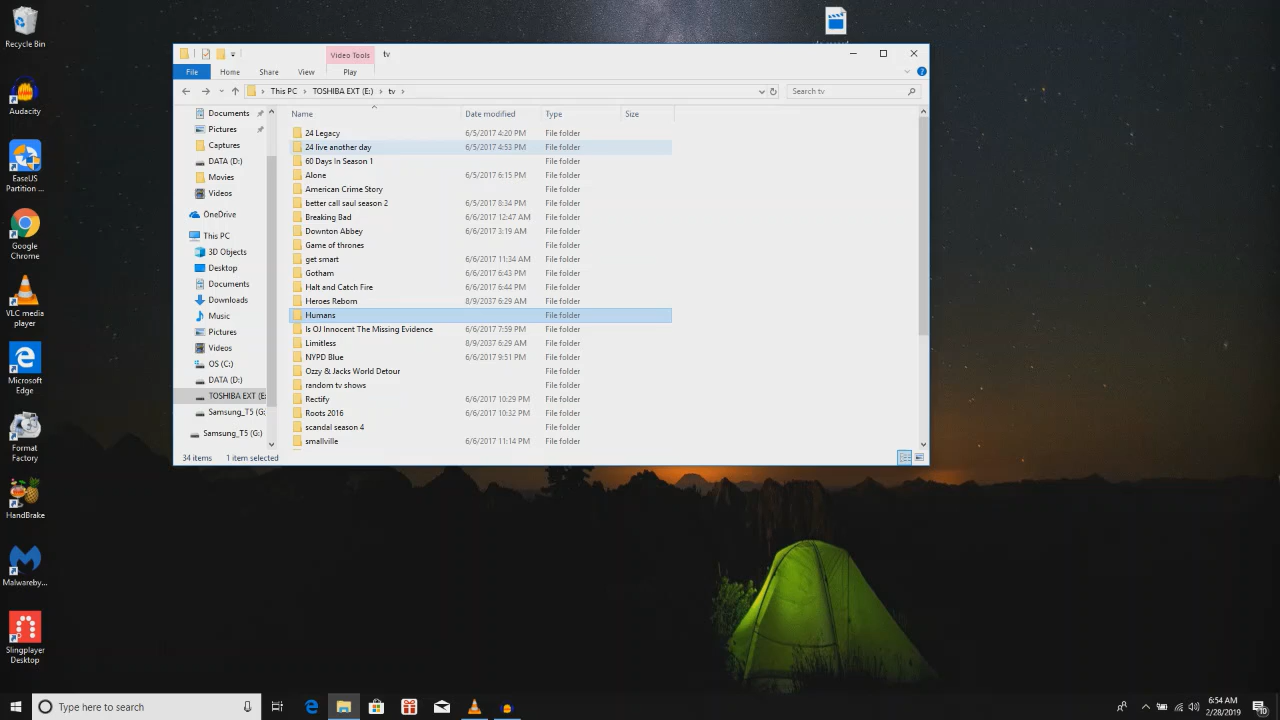 Recycle Bin
Audacity
EaseUS
Partition ...
Google
Chrome
VLC media
player
Microsoft
Edge
Format
Factory
HandBrake
Malwareby...
Slingplayer
Desktop
Video Tools tv
File Home Share View Play
This PC > TOSHIBA EXT (E:) > tv >
Search tv
Documents
Pictures
Captures
DATA (D:)
Movies
Videos
OneDrive
This PC
3D Objects
Desktop
Documents
Downloads
Music
Pictures
Videos
OS (C:)
DATA (D:)
TOSHIBA EXT (E:
Samsung_T5 (G:
Samsung_T5 (G:)
Name Date modified Type Size
24 Legacy 6/5/2017 4:20 PM File folder
24 live another day 6/5/2017 4:53 PM File folder
60 Days In Season 1 File folder
Alone 6/5/2017 6:15 PM File folder
American Crime Story File folder
better call saul season 2 6/5/2017 8:34 PM File folder
Breaking Bad 6/6/2017 12:47 AM File folder
Downton Abbey 6/6/2017 3:19 AM File folder
Game of thrones File folder
get smart 6/6/2017 11:34 AM File folder
Gotham 6/6/2017 6:43 PM File folder
Halt and Catch Fire 6/6/2017 6:44 PM File folder
Heroes Reborn 8/9/2037 6:29 AM File folder
Humans File folder
Is OJ Innocent The Missing Evidence 6/6/2017 7:59 PM File folder
Limitless 8/9/2037 6:29 AM File folder
NYPD Blue 6/6/2017 9:51 PM File folder
Ozzy & Jacks World Detour File folder
random tv shows File folder
Rectify 6/6/2017 10:29 PM File folder
Roots 2016 6/6/2017 10:32 PM File folder
scandal season 4 File folder
smallville 6/6/2017 11:14 PM File folder
34 items 1 item selected
Type here to search
6:54 AM
2/28/2019